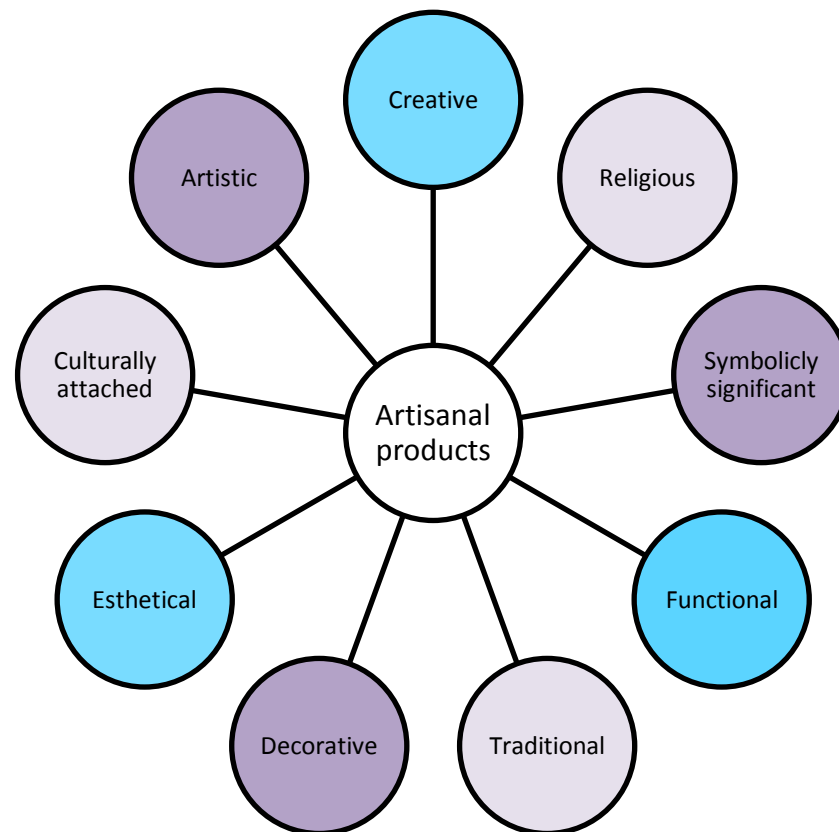 Creative
Artistic
Religious
Culturally
attached
Symbolicly
significant
Artisanal
products
Esthetical
Functional
Decorative
Traditional